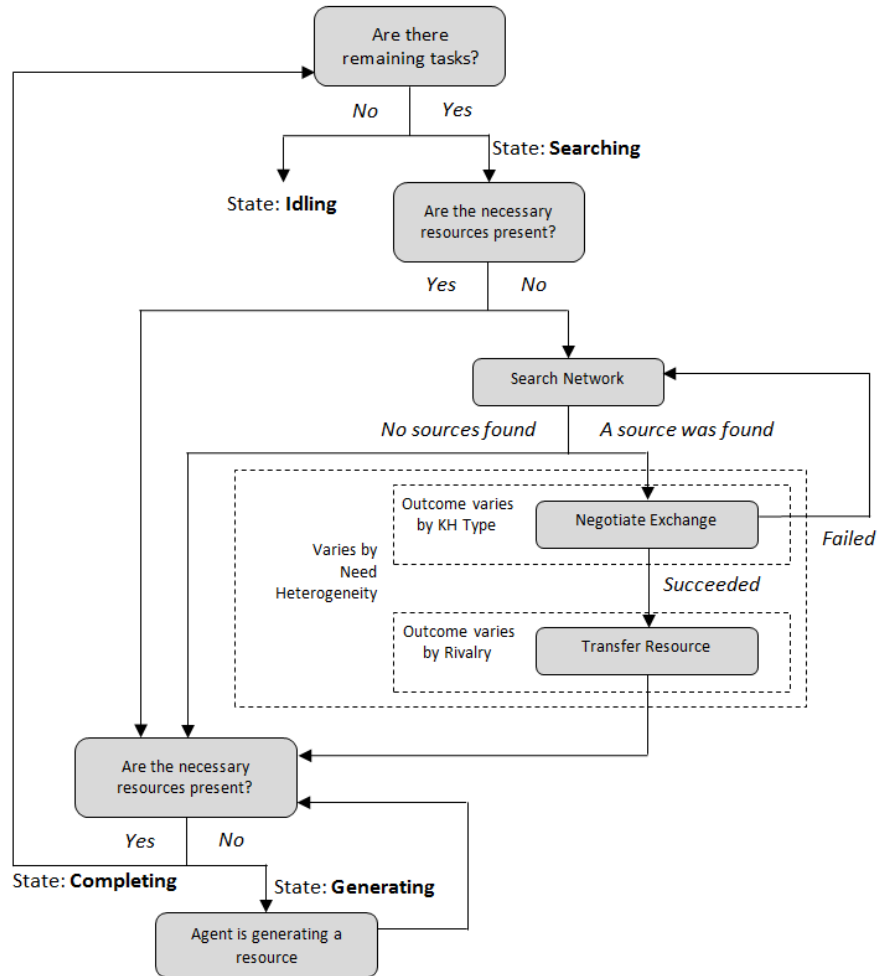 Are there
remaining tasks?
No
Yes
State: Searching
State: Idling
Are the necessary
resources present?
Yes
No
Search Network
No sources found
A source was found
Outcome varies
by KH Type
Negotiate Exchange
Failed
Varies by
Need
Heterogeneity
Succeeded
Outcome varies
by Rivalry
Transfer Resource
Are the necessary
resources present?
Yes
No
State: Completing
State: Generating
Agent is generating a
resource